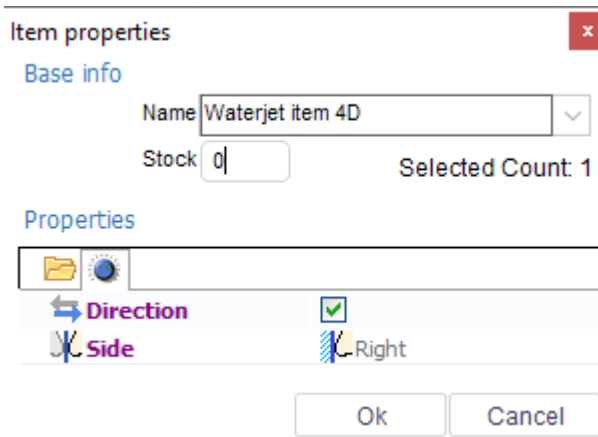 Item properties
x
Base info
Name Waterjet item 4D
Stock 0
Selected Count: 1
Properties
Direction
Side Right
Ok Cancel